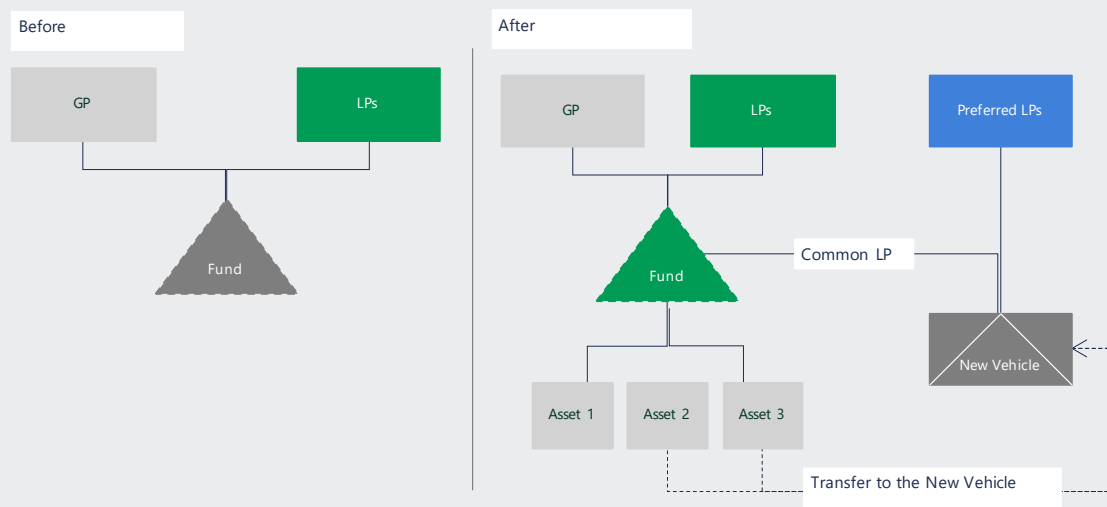 Before
GP
LPs
Fund
After
GP
LPs
Preferred LPs
Common LP
Fund
New Vehicle
Asset 1
Asset 2
Asset 3
Transfer to the New Vehicle